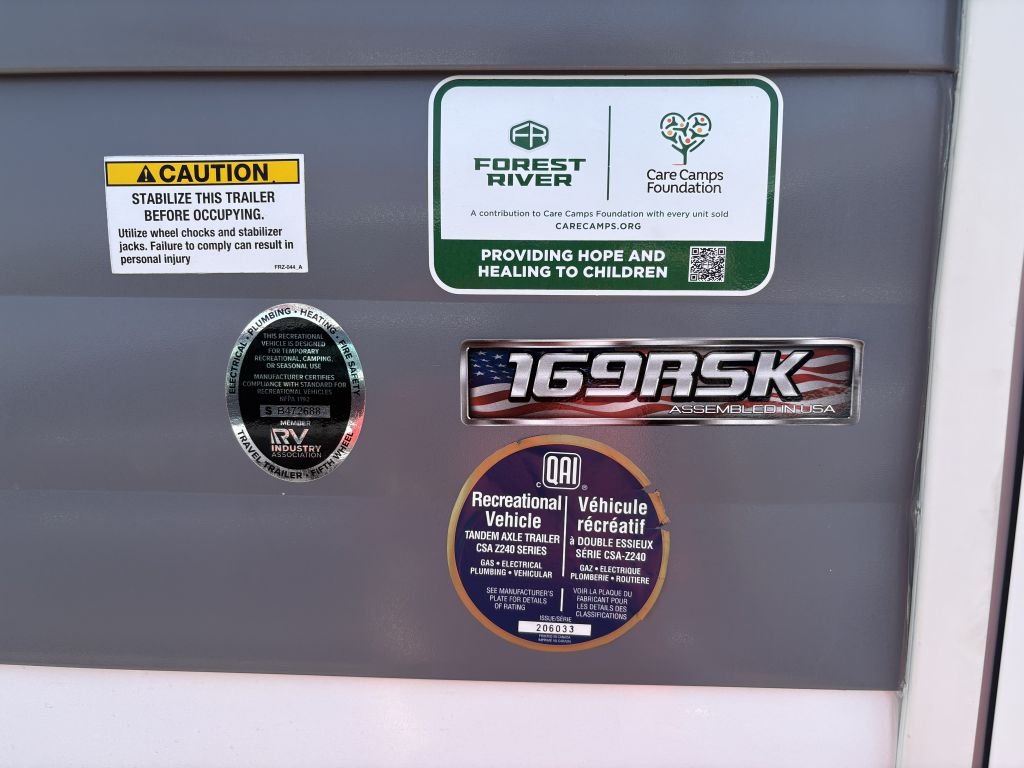 CAUTION
STABILIZE THIS TRAILER
BEFORE OCCUPYING.
Utilize wheel chocks and stabilizer
jacks. Failure to comply can result in
personal injury
FRZ-044_A
FR
FOREST
RIVER
Care Camps
Foundation
A contribution to Care Camps Foundation with every unit sold
CARECAMPS.ORG
PROVIDING HOPE AND
HEALING TO CHILDREN
ELECTRICAL • PLUMBING • HEATING • FIRE SAFETY
THIS RECREATIONAL
VEHICLE IS DESIGNED
FOR TEMPORARY
RECREATIONAL, CAMPING,
OR SEASONAL USE
MANUFACTURER CERTIFIES
COMPLIANCE WITH STANDARD FOR
RECREATIONAL VEHICLES
NFPA 1192
S B472688
MEMBER
RV
INDUSTRY
ASSOCIATION
TRAVEL TRAILER • FIFTH WHEEL
169RSK
ASSEMBLED IN USA
C QAI ®
Recreational
Vehicle
TANDEM AXLE TRAILER
CSA Z240 SERIES
GAS • ELECTRICAL
PLUMBING • VEHICULAR
SEE MANUFACTURER'S
PLATE FOR DETAILS
OF RATING
Véhicule
récréatif
à DOUBLE ESSIEUX
SÉRIE CSA-Z240
GAZ • ELECTRIQUE
PLOMBERIE • ROUTIERE
VOIR LA PLAQUE DU
FABRICANT POUR
LES DETAILS DES
CLASSIFICATIONS
ISSUE/SÉRIE
206033
PRINTED IN CANADA